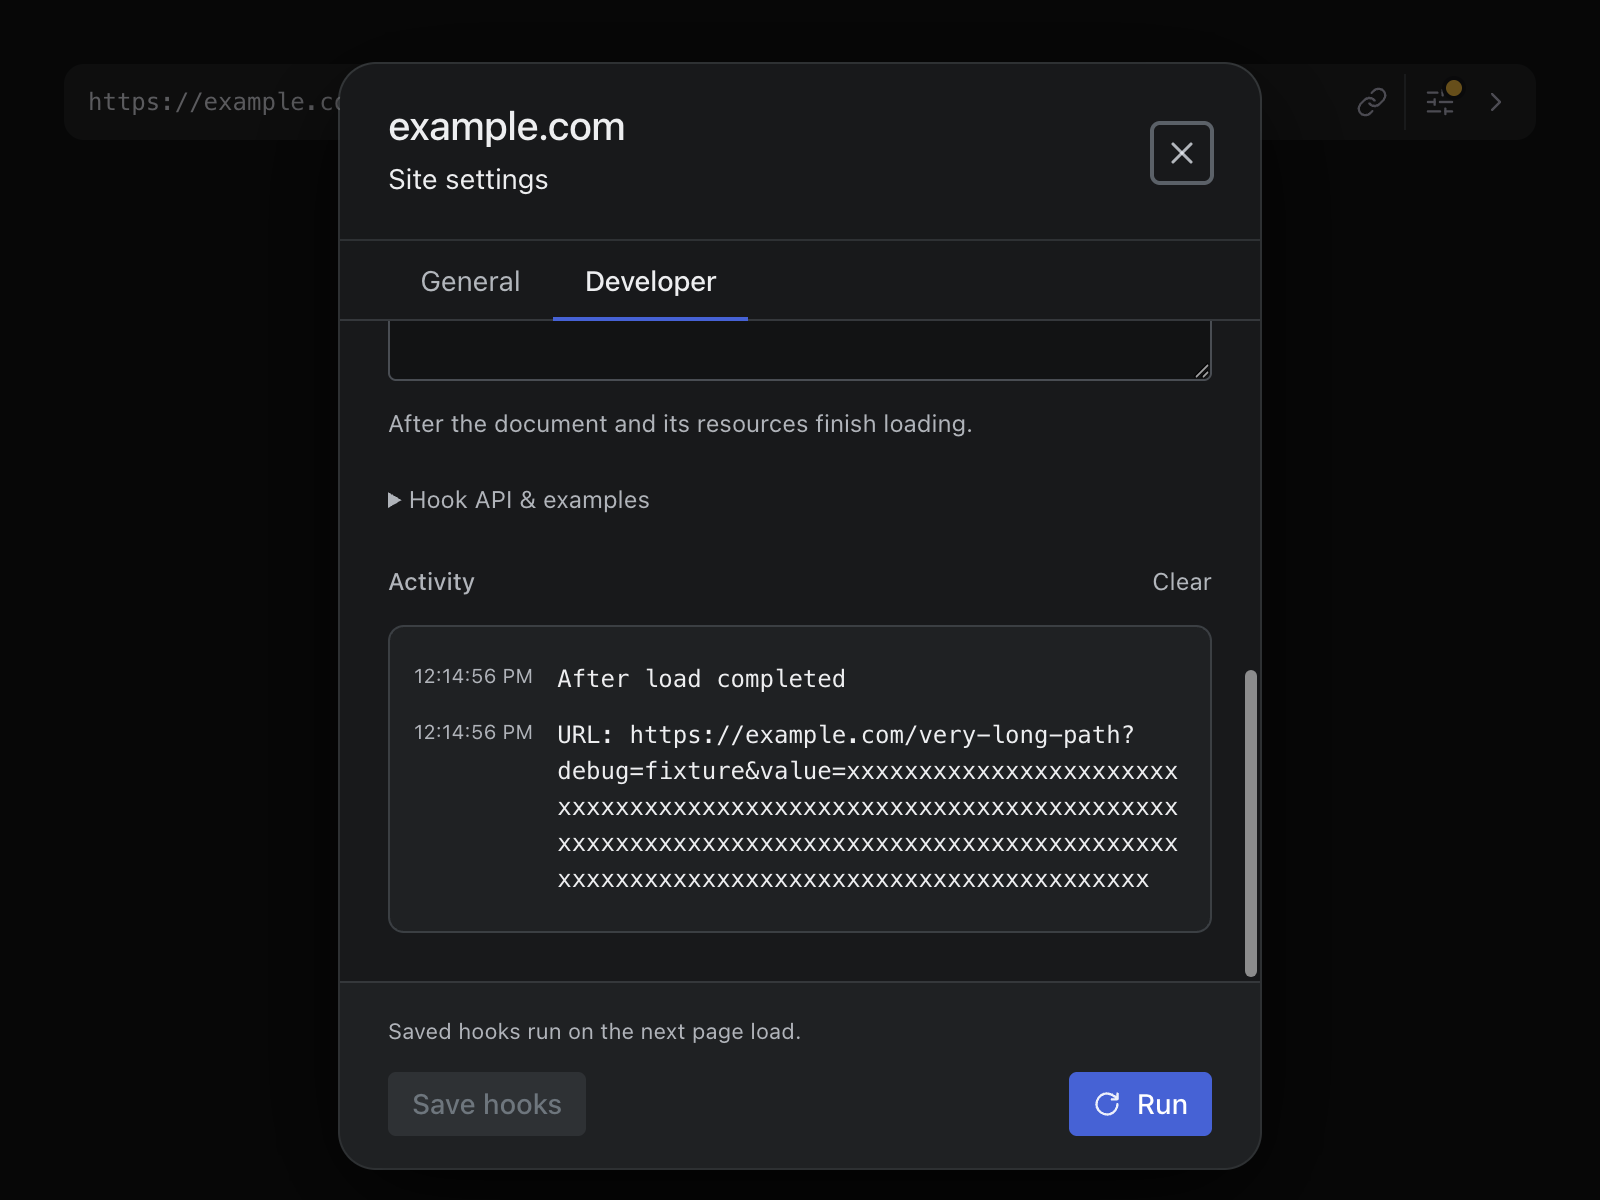 https://example.co
example.com
Site settings
General
Developer
After the document and its resources finish loading.
Hook API & examples
Activity
Clear
12:14:56 PM After load completed
12:14:56 PM URL: https://example.com/very-long-path?
debug=fixture&value=xxxxxxxxxxxxxxxxxxxxxxx
xxxxxxxxxxxxxxxxxxxxxxxxxxxxxxxxxxxxxxxxxxx
xxxxxxxxxxxxxxxxxxxxxxxxxxxxxxxxxxxxxxxxxxx
xxxxxxxxxxxxxxxxxxxxxxxxxxxxxxxxxxxxxxxxx
Saved hooks run on the next page load.
Save hooks
Run